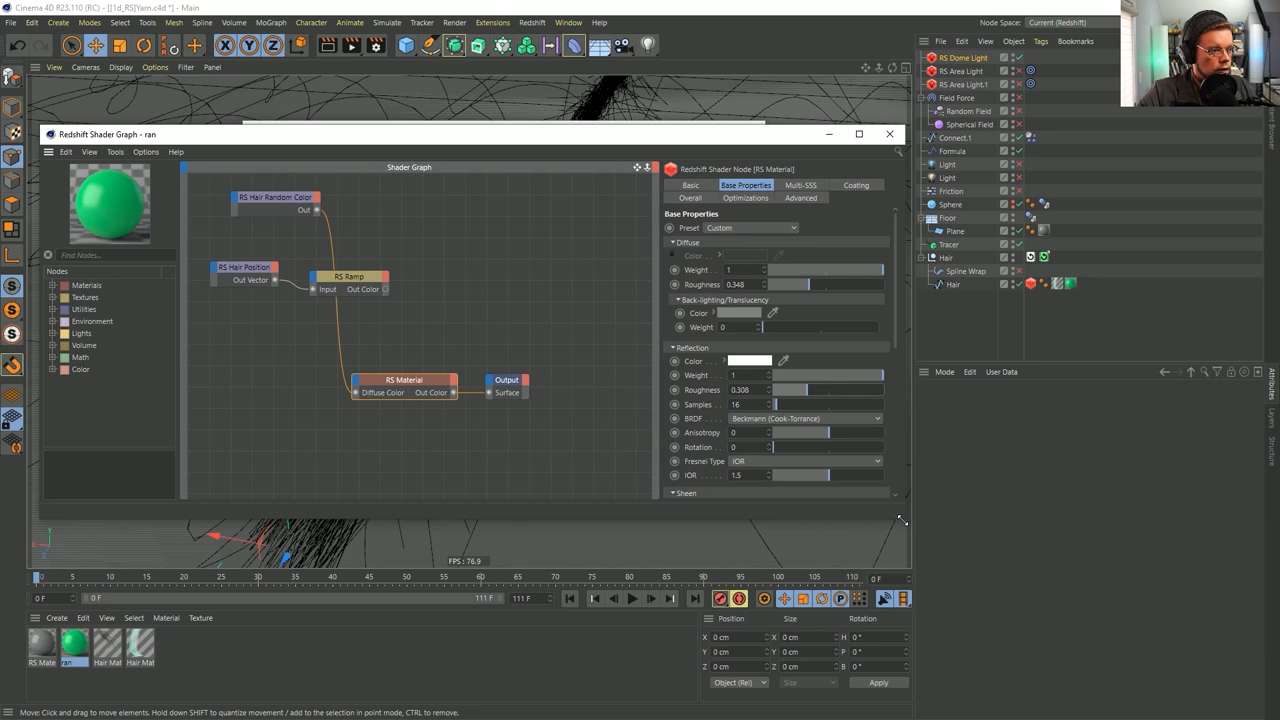 Cinema 4D R23.110 (RC) - [[1d_RS]Yarn.c4d *] - Main
File Edit Create Modes Select Tools Mesh Spline Volume MoGraph Character Animate Simulate Tracker Render Extensions Redshift Window Help Node Space: Current (Redshift)
X Y Z
View Cameras Display Options Filter Panel
File Edit View Object Tags Bookmarks
RS Dome Light
RS Area Light
RS Area Light.1
Field Force
Random Field
Spherical Field
Connect.1
Formula
Light
Light
Friction
Sphere
Floor
Plane
Tracer
Hair
Spline Wrap
Hair
Redshift Shader Graph - ran
Edit View Tools Options Help
Find Nodes...
Nodes
Materials
Textures
Utilities
Environment
Lights
Volume
Math
Color
Shader Graph
RS Hair Random Color
Out
RS Hair Position
Out Vector
RS Ramp
Input Out Color
RS Material
Diffuse Color Out Color
Output
Surface
Redshift Shader Node [RS Material]
Basic Base Properties Multi-SSS Coating
Overall Optimizations Advanced
Base Properties
Preset Custom
Diffuse
Color
Weight 1
Roughness 0.348
Back-lighting/Translucency
Color
Weight 0
Reflection
Color
Weight 1
Roughness 0.308
Samples 16
BRDF Beckmann (Cook-Torrance)
Anisotropy 0
Rotation 0
Fresnel Type IOR
IOR 1.5
Sheen
Mode Edit User Data
Attributes
Layers
Structure
FPS : 76.9
0 5 10 15 20 25 30 35 40 45 50 55 60 65 70 75 80 85 90 95 100 105 110 0 F
0 F 0 F 111 F 111 F
Create Edit View Select Material Texture
RS Mate ran Hair Mat Hair Mat
Position Size Rotation
X 0 cm X 0 cm H 0 °
Y 0 cm Y 0 cm P 0 °
Z 0 cm Z 0 cm B 0 °
Object (Rel) Size Apply
Move: Click and drag to move elements. Hold down SHIFT to quantize movement / add to the selection in point mode, CTRL to remove.